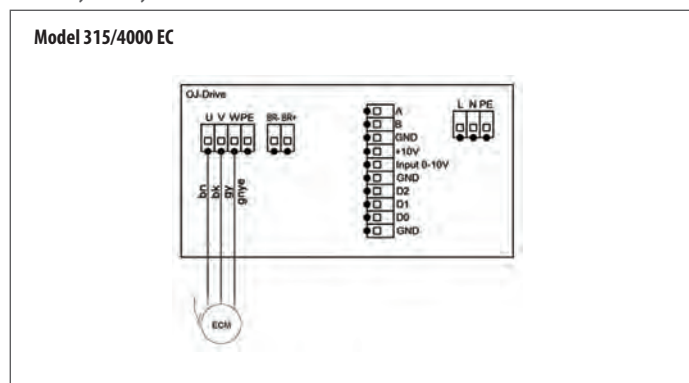 Model 315/4000 EC
OJ-Drive
U V W PE BR- BR+
L N PE
A
B
GND
+10V
Input 0-10V
GND
D2
D1
D0
GND
bn
bk
gy
gnye
ECM